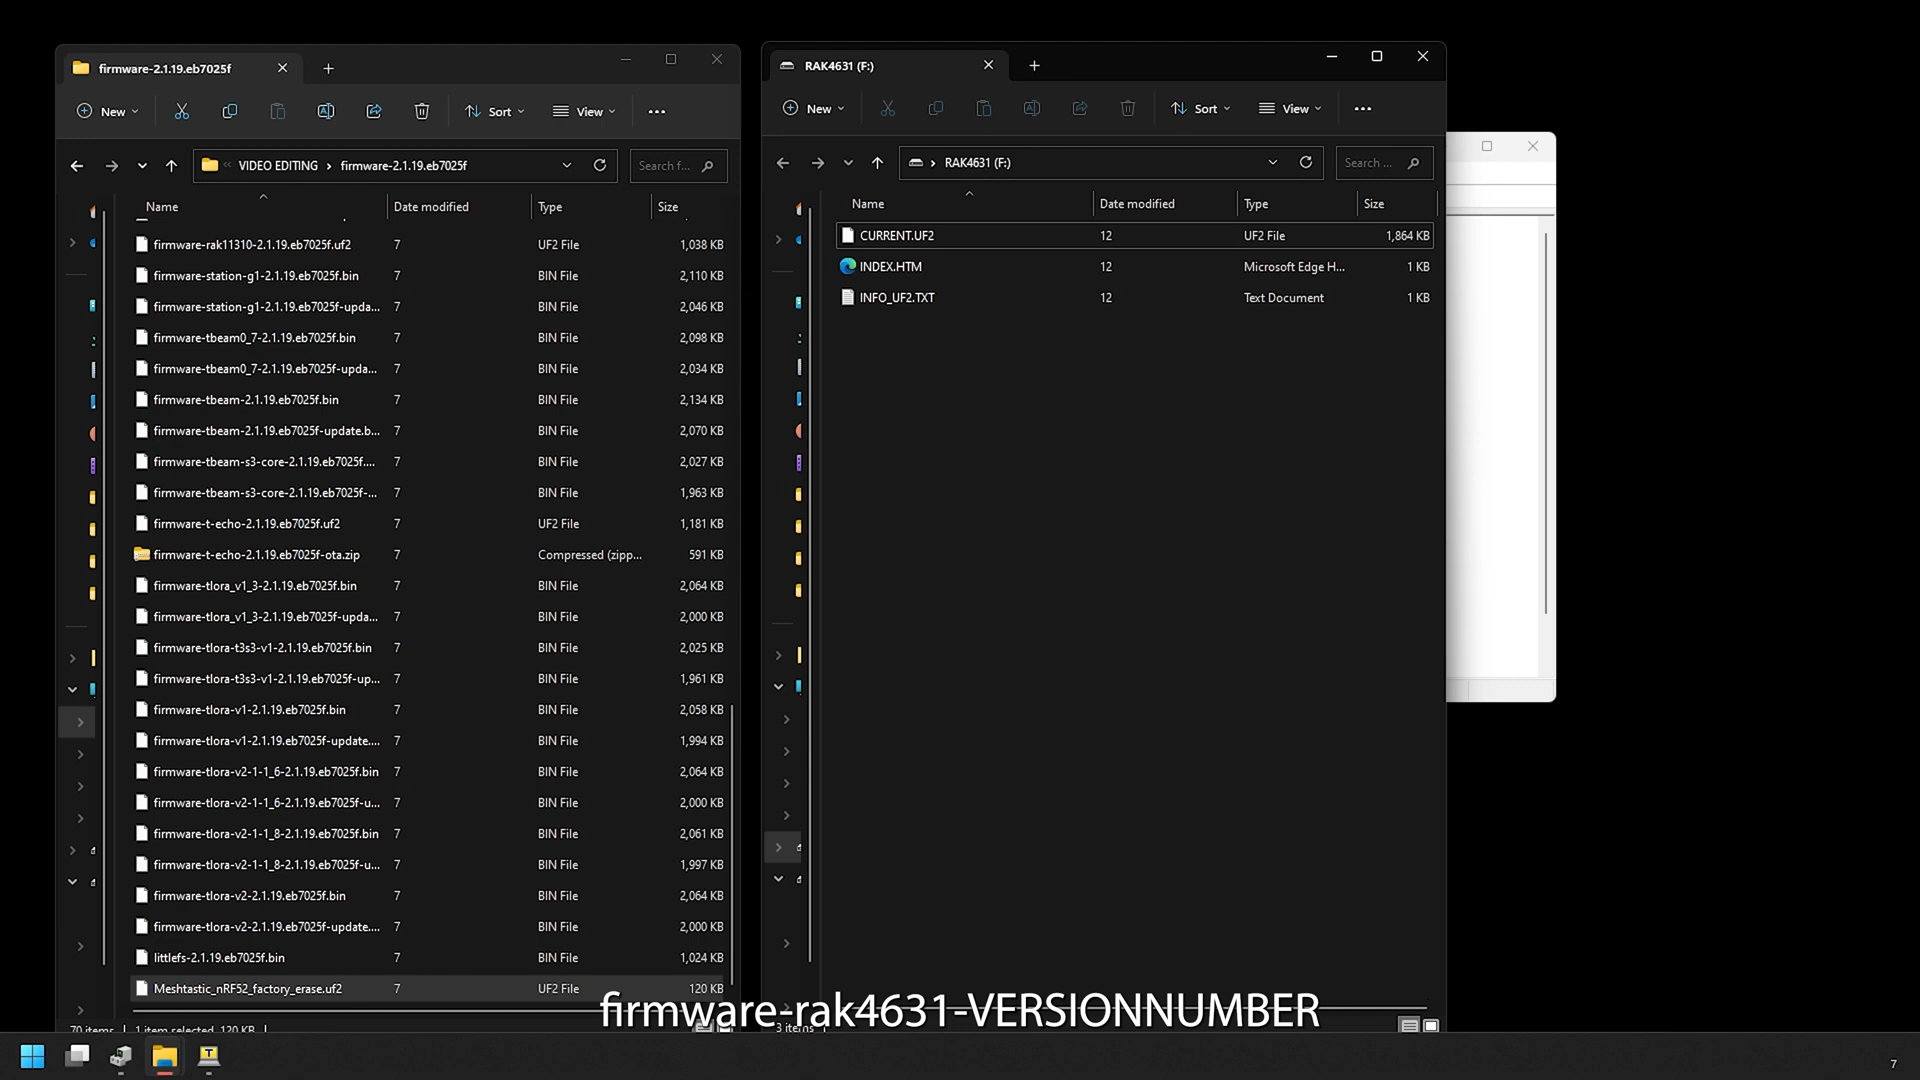 firmware-2.1.19.eb7025f
New Sort View
VIDEO EDITING firmware-2.1.19.eb7025f Search f...
Name Date modified Type Size
firmware-rak11310-2.1.19.eb7025f.uf2 7 UF2 File 1,038 KB
firmware-station-g1-2.1.19.eb7025f.bin 7 BIN File 2,110 KB
firmware-station-g1-2.1.19.eb7025f-upda... 7 BIN File 2,046 KB
firmware-tbeam0_7-2.1.19.eb7025f.bin 7 BIN File 2,098 KB
firmware-tbeam0_7-2.1.19.eb7025f-upda... 7 BIN File 2,034 KB
firmware-tbeam-2.1.19.eb7025f.bin 7 BIN File 2,134 KB
firmware-tbeam-2.1.19.eb7025f-update.b... 7 BIN File 2,070 KB
firmware-tbeam-s3-core-2.1.19.eb7025f.... 7 BIN File 2,027 KB
firmware-tbeam-s3-core-2.1.19.eb7025f-... 7 BIN File 1,963 KB
firmware-t-echo-2.1.19.eb7025f.uf2 7 UF2 File 1,181 KB
firmware-t-echo-2.1.19.eb7025f-ota.zip 7 Compressed (zipp... 591 KB
firmware-tlora_v1_3-2.1.19.eb7025f.bin 7 BIN File 2,064 KB
firmware-tlora_v1_3-2.1.19.eb7025f-upda... 7 BIN File 2,000 KB
firmware-tlora-t3s3-v1-2.1.19.eb7025f.bin 7 BIN File 2,025 KB
firmware-tlora-t3s3-v1-2.1.19.eb7025f-up... 7 BIN File 1,961 KB
firmware-tlora-v1-2.1.19.eb7025f.bin 7 BIN File 2,058 KB
firmware-tlora-v1-2.1.19.eb7025f-update.... 7 BIN File 1,994 KB
firmware-tlora-v2-1-1_6-2.1.19.eb7025f.bin 7 BIN File 2,064 KB
firmware-tlora-v2-1-1_6-2.1.19.eb7025f-u... 7 BIN File 2,000 KB
firmware-tlora-v2-1-1_8-2.1.19.eb7025f.bin 7 BIN File 2,061 KB
firmware-tlora-v2-1-1_8-2.1.19.eb7025f-u... 7 BIN File 1,997 KB
firmware-tlora-v2-2.1.19.eb7025f.bin 7 BIN File 2,064 KB
firmware-tlora-v2-2.1.19.eb7025f-update.... 7 BIN File 2,000 KB
littlefs-2.1.19.eb7025f.bin 7 BIN File 1,024 KB
Meshtastic_nRF52_factory_erase.uf2 7 UF2 File 120 KB
70 items 1 item selected 120 KB
RAK4631 (F:)
New Sort View
RAK4631 (F:) Search ...
Name Date modified Type Size
CURRENT.UF2 12 UF2 File 1,864 KB
INDEX.HTM 12 Microsoft Edge H... 1 KB
INFO_UF2.TXT 12 Text Document 1 KB
3 items
firmware-rak4631-VERSIONNUMBER
7